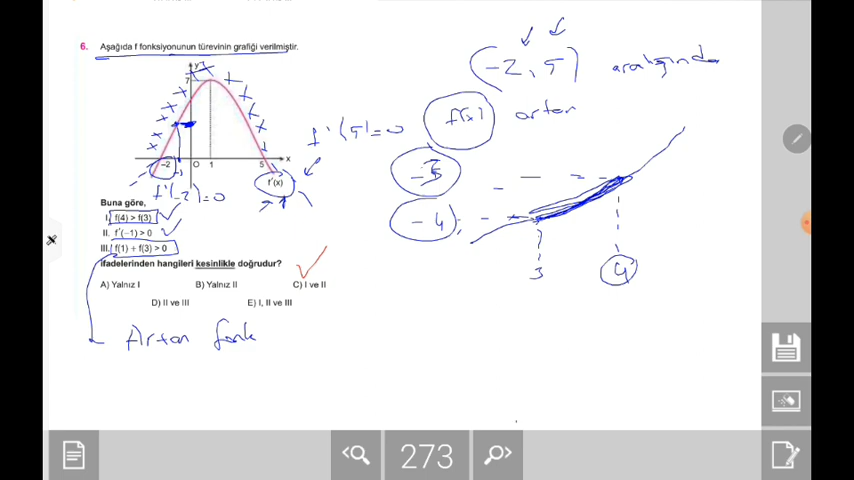 6. Aşağıda f fonksiyonunun türevinin grafiği verilmiştir.
y
7
-2
O
1
5
x
f'(x)
f'(-2) = 0
f'(5) = 0
(-2, 5) aralığında
f(x) artan
-3
-4
3
4
Buna göre,
I. f(4) > f(3)
II. f'(-1) > 0
III. f(1) + f(3) > 0
ifadelerinden hangileri kesinlikle doğrudur?
A) Yalnız I
B) Yalnız II
C) I ve II
D) II ve III
E) I, II ve III
Artan fonk
273